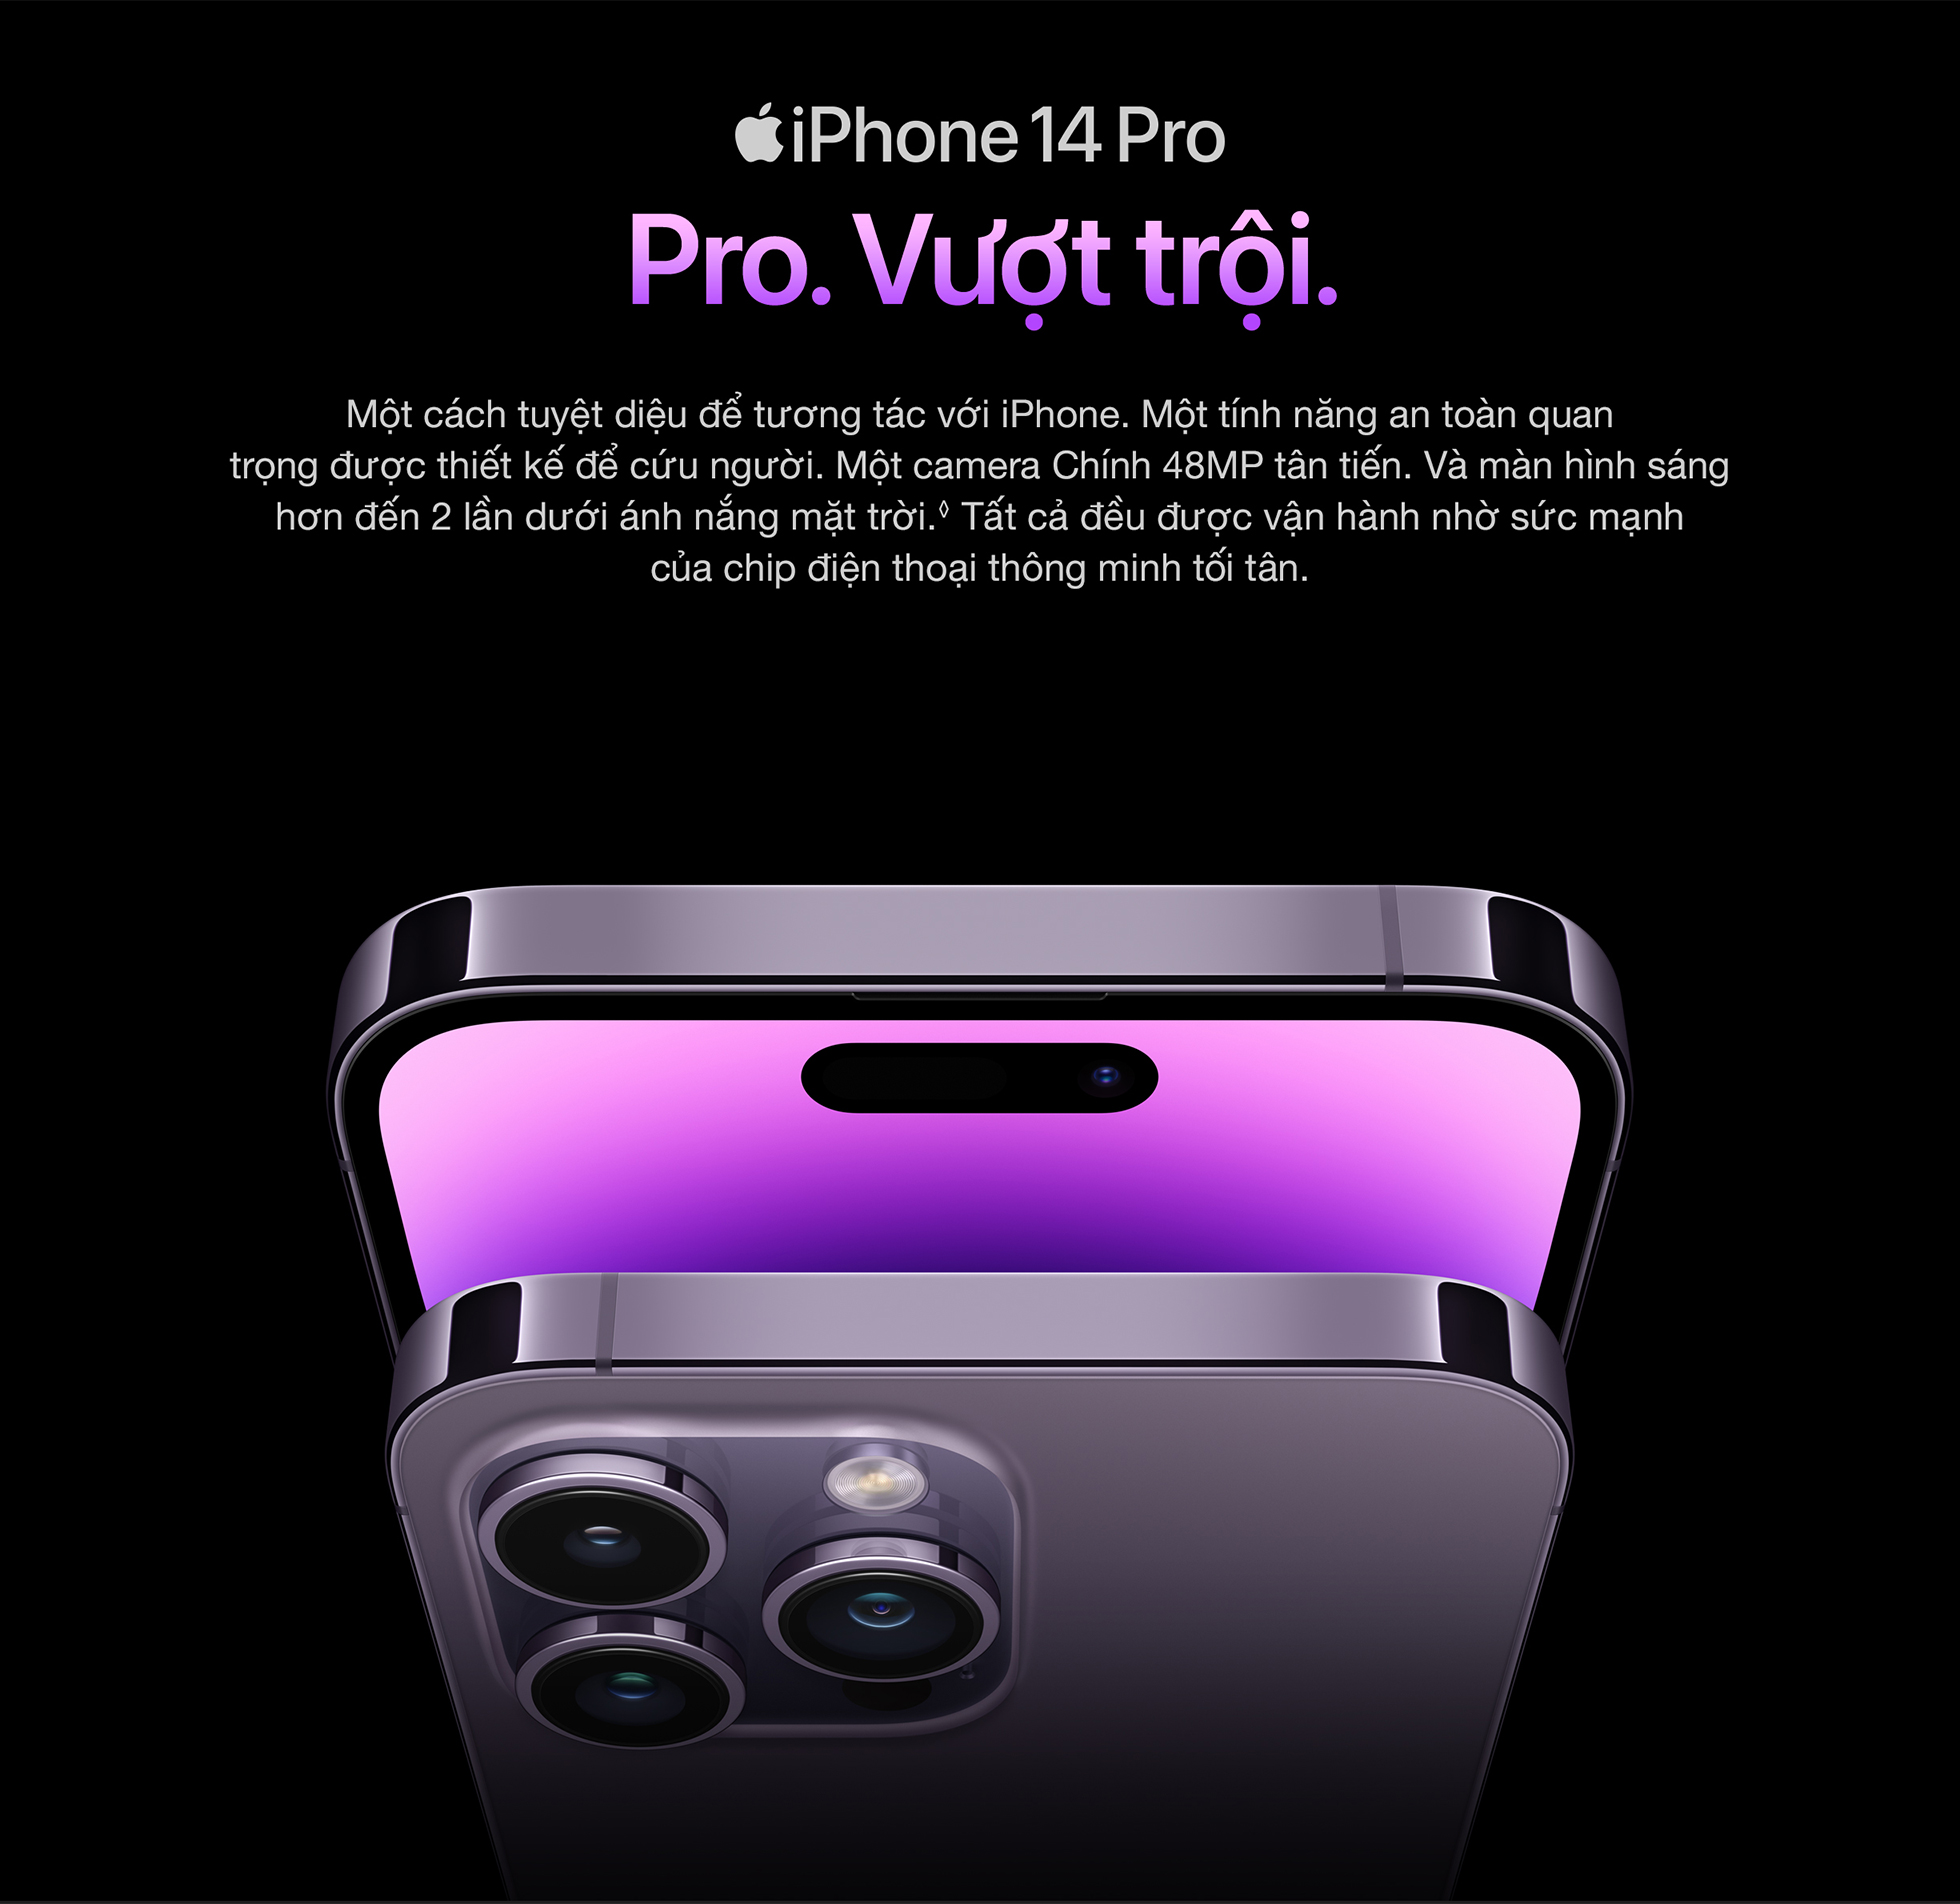 iPhone 14 Pro
Pro. Vượt trội.
Một cách tuyệt diệu để tương tác với iPhone. Một tính năng an toàn quan
trọng được thiết kế để cứu người. Một camera Chính 48MP tân tiến. Và màn hình sáng
hơn đến 2 lần dưới ánh nắng mặt trời.◊ Tất cả đều được vận hành nhờ sức mạnh
của chip điện thoại thông minh tối tân.